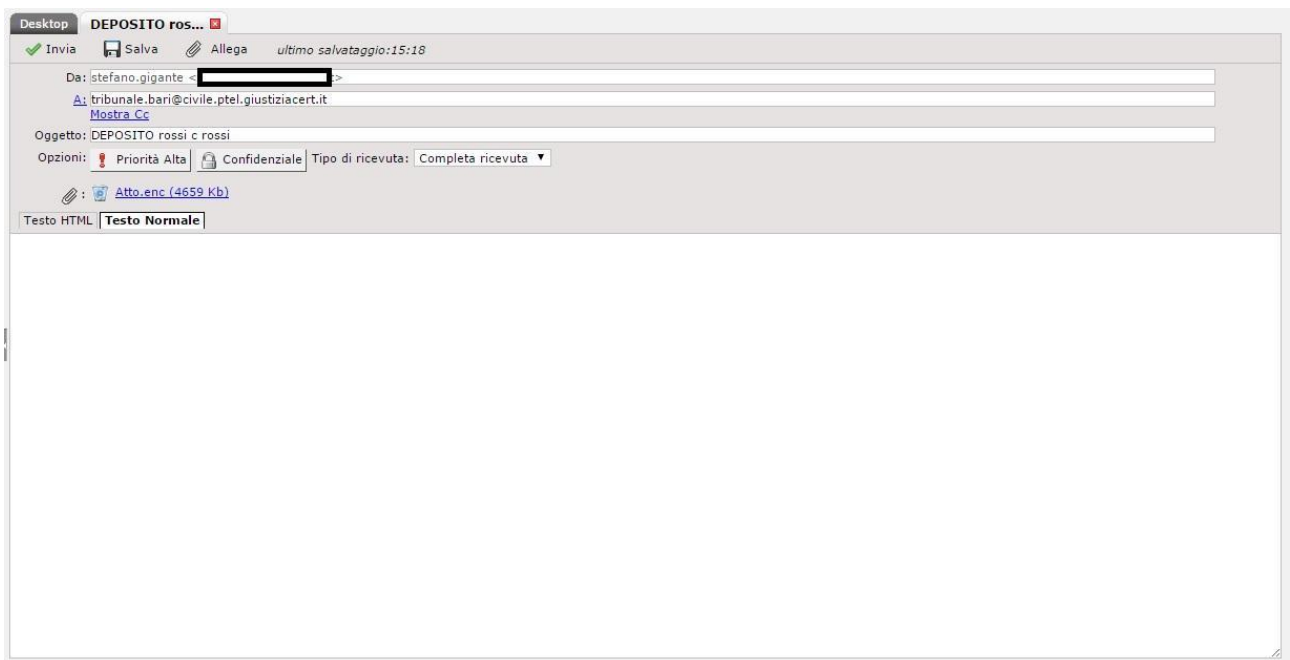 Desktop DEPOSITO ros...
Invia Salva Allega ultimo salvataggio:15:18
Da: stefano.gigante < :>
A: tribunale.bari@civile.ptel.giustiziacert.it
Mostra Cc
Oggetto: DEPOSITO rossi c rossi
Opzioni: Priorità Alta Confidenziale Tipo di ricevuta: Completa ricevuta
: Atto.enc (4659 Kb)
Testo HTML Testo Normale